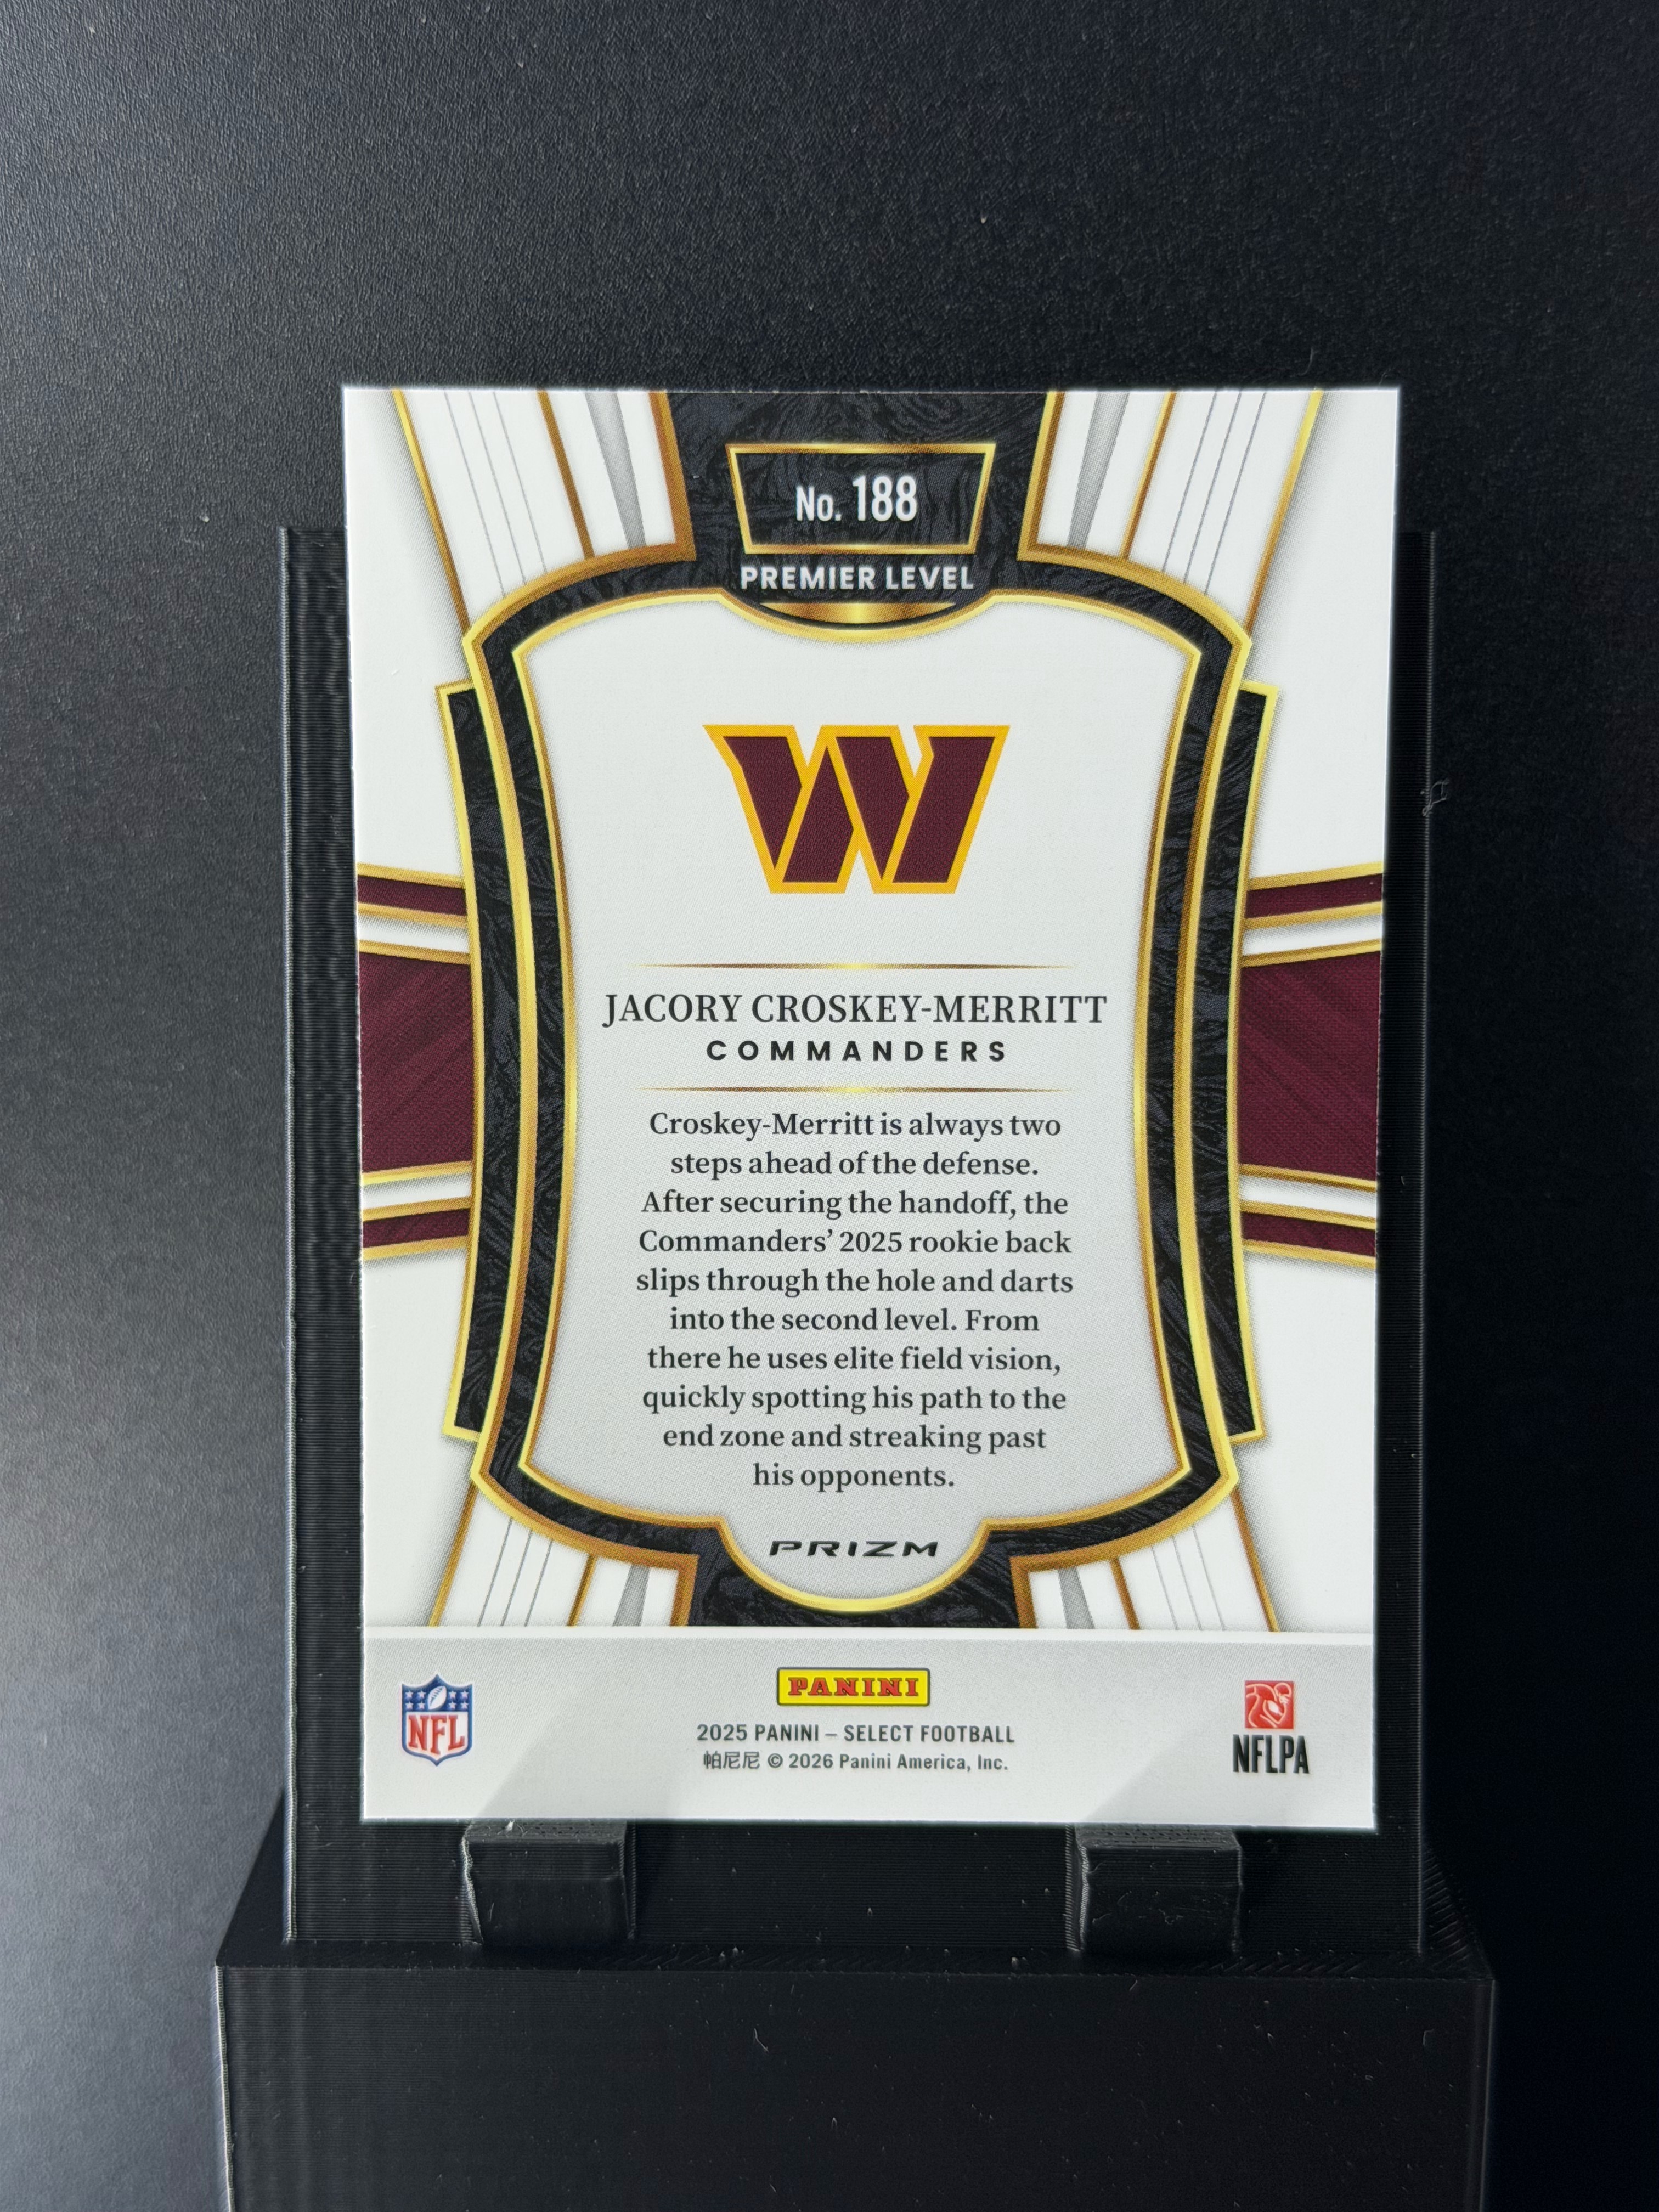 No. 188
PREMIER LEVEL
W
JACORY CROSKEY-MERRITT
COMMANDERS
Croskey-Merritt is always two
steps ahead of the defense.
After securing the handoff, the
Commanders’ 2025 rookie back
slips through the hole and darts
into the second level. From
there he uses elite field vision,
quickly spotting his path to the
end zone and streaking past
his opponents.
PRIZM
NFL
PANINI
2025 PANINI – SELECT FOOTBALL
帕尼尼 © 2026 Panini America, Inc.
NFLPA